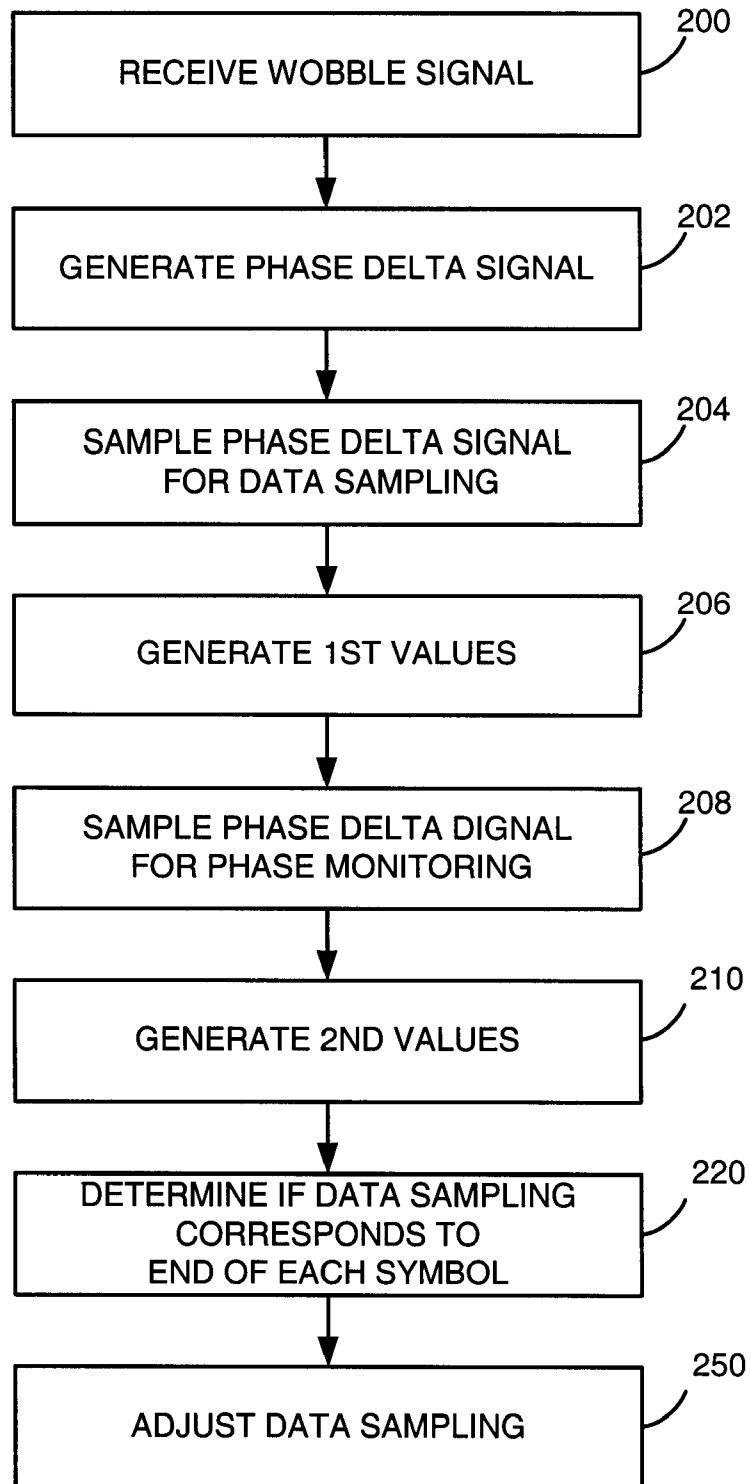 200
RECEIVE WOBBLE SIGNAL
202
GENERATE PHASE DELTA SIGNAL
204
SAMPLE PHASE DELTA SIGNAL
FOR DATA SAMPLING
206
GENERATE 1ST VALUES
208
SAMPLE PHASE DELTA DIGNAL
FOR PHASE MONITORING
210
GENERATE 2ND VALUES
220
DETERMINE IF DATA SAMPLING
CORRESPONDS TO
END OF EACH SYMBOL
250
ADJUST DATA SAMPLING